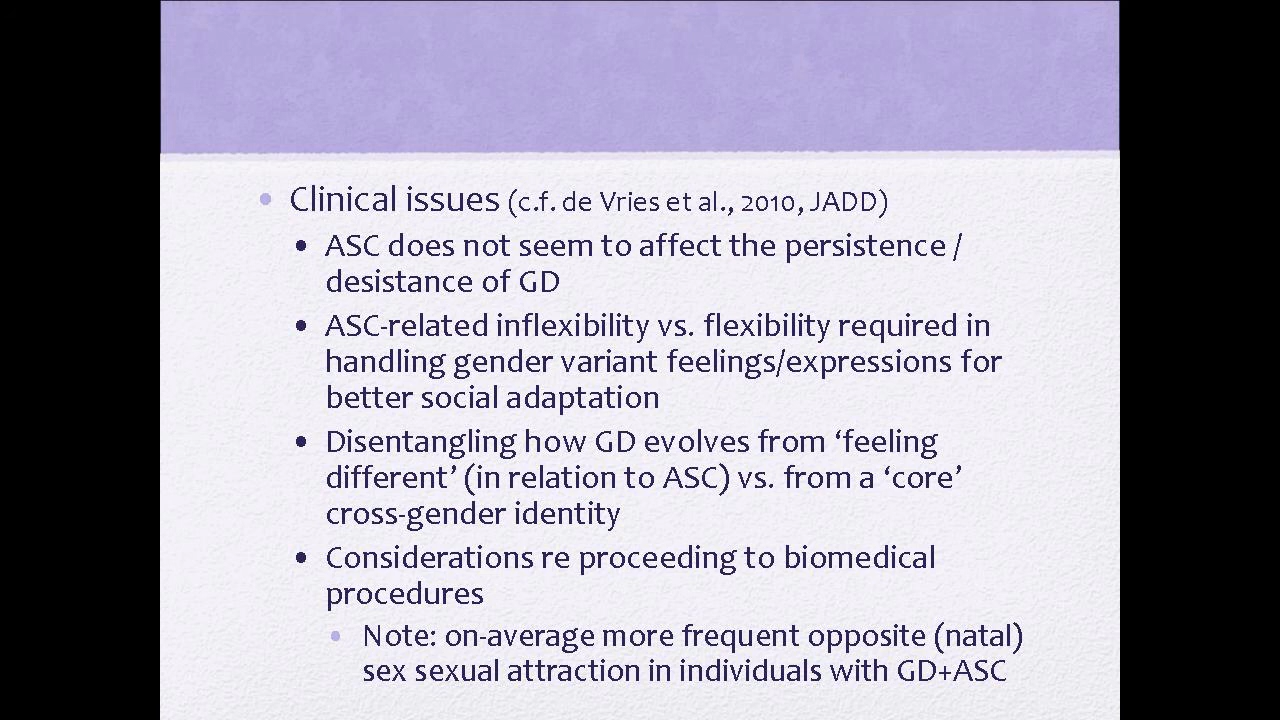 • Clinical issues (c.f. de Vries et al., 2010, JADD)
• ASC does not seem to affect the persistence /
desistance of GD
• ASC-related inflexibility vs. flexibility required in
handling gender variant feelings/expressions for
better social adaptation
• Disentangling how GD evolves from ‘feeling
different’ (in relation to ASC) vs. from a ‘core’
cross-gender identity
• Considerations re proceeding to biomedical
procedures
• Note: on-average more frequent opposite (natal)
sex sexual attraction in individuals with GD+ASC